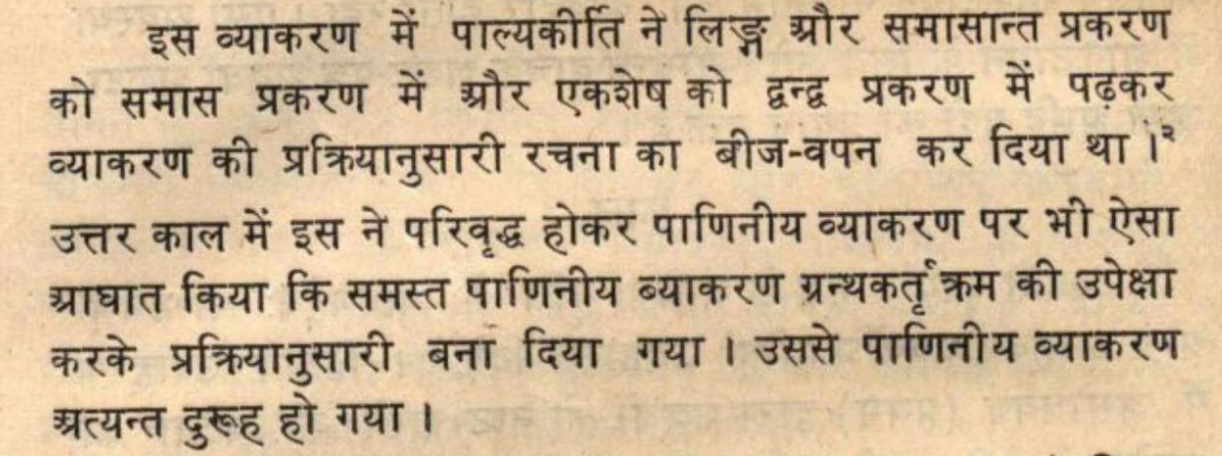 इस व्याकरण में पाल्यकीर्ति ने लिङ्ग और समासान्त प्रकरण
को समास प्रकरण में और एकशेष को द्वन्द्व प्रकरण में पढ़कर
व्याकरण की प्रक्रियानुसारी रचना का बीज-वपन कर दिया था ।२
उत्तर काल में इस ने परिवृद्ध होकर पाणिनीय व्याकरण पर भी ऐसा
आघात किया कि समस्त पाणिनीय व्याकरण ग्रन्थकर्तृ क्रम की उपेक्षा
करके प्रक्रियानुसारी बना दिया गया । उससे पाणिनीय व्याकरण
अत्यन्त दुरूह हो गया ।